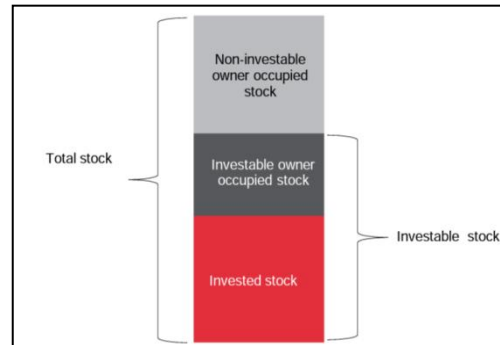 Non-investable
owner occupied
stock
Total stock
Investable owner
occupied stock
Investable stock
Invested stock